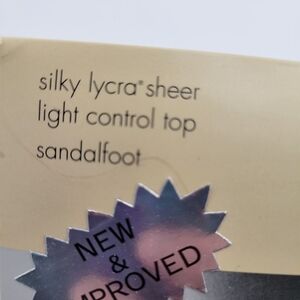 silky lycra® sheer
light control top
sandalfoot
NEW
&
IMPROVED